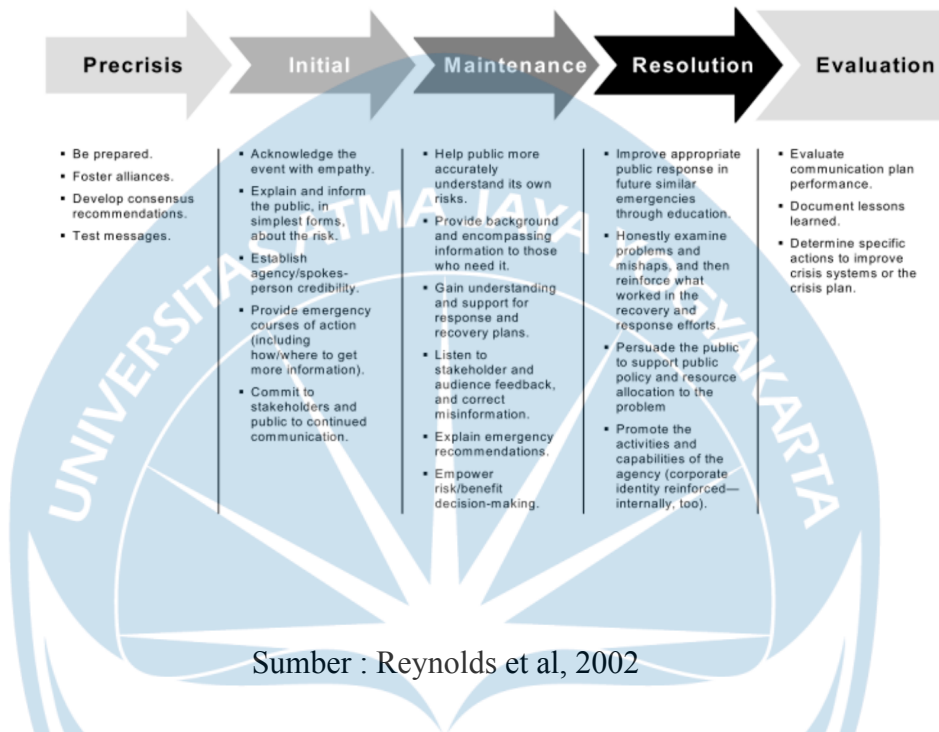 Precrisis
Initial
Maintenance
Resolution
Evaluation
▪ Be prepared.
▪ Foster alliances.
▪ Develop consensus
recommendations.
▪ Test messages.
▪ Acknowledge the
event with empathy.
▪ Explain and inform
the public, in
simplest forms,
about the risk.
▪ Establish
agency/spokes-
person credibility.
▪ Provide emergency
courses of action
(including
how/where to get
more information).
▪ Commit to
stakeholders and
public to continued
communication.
▪ Help public more
accurately
understand its own
risks.
▪ Provide background
and encompassing
information to those
who need it.
▪ Gain understanding
and support for
response and
recovery plans.
▪ Listen to
stakeholder and
audience feedback,
and correct
misinformation.
▪ Explain emergency
recommendations.
▪ Empower
risk/benefit
decision-making.
▪ Improve appropriate
public response in
future similar
emergencies
through education.
▪ Honestly examine
problems and
mishaps, and then
reinforce what
worked in the
recovery and
response efforts.
▪ Persuade the public
to support public
policy and resource
allocation to the
problem
▪ Promote the
activities and
capabilities of the
agency (corporate
identity reinforced—
internally, too).
▪ Evaluate
communication plan
performance.
▪ Document lessons
learned.
▪ Determine specific
actions to improve
crisis systems or the
crisis plan.
UNIVERSITAS ATMA JAYA YOGYAKARTA
Sumber : Reynolds et al, 2002